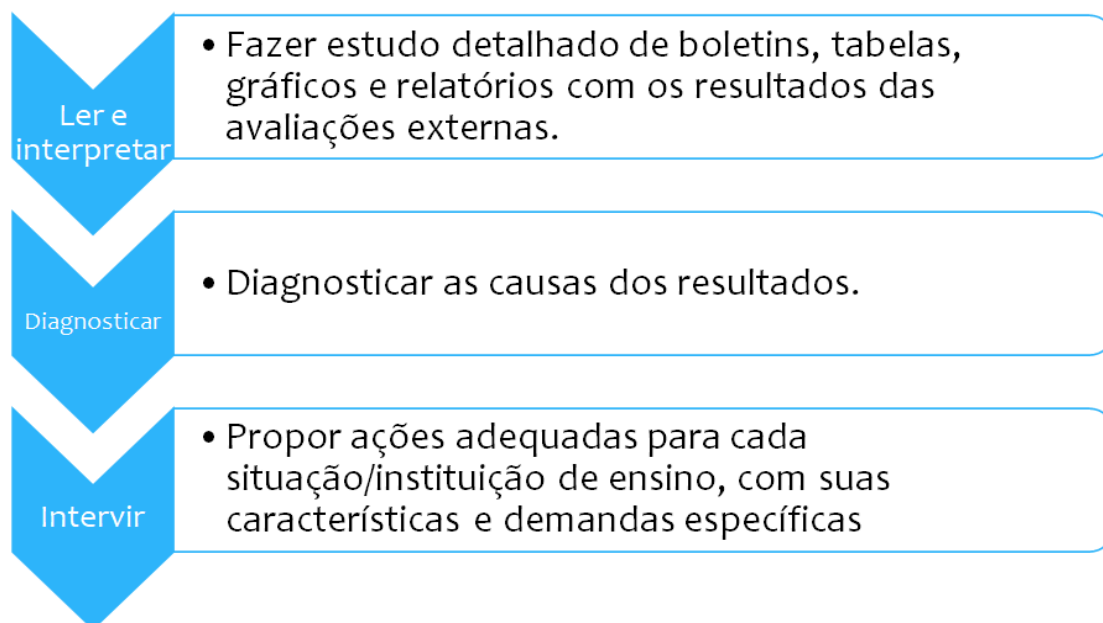 Ler e
interpretar
• Fazer estudo detalhado de boletins, tabelas,
gráficos e relatórios com os resultados das
avaliações externas.
Diagnosticar
• Diagnosticar as causas dos resultados.
Intervir
• Propor ações adequadas para cada
situação/instituição de ensino, com suas
características e demandas específicas